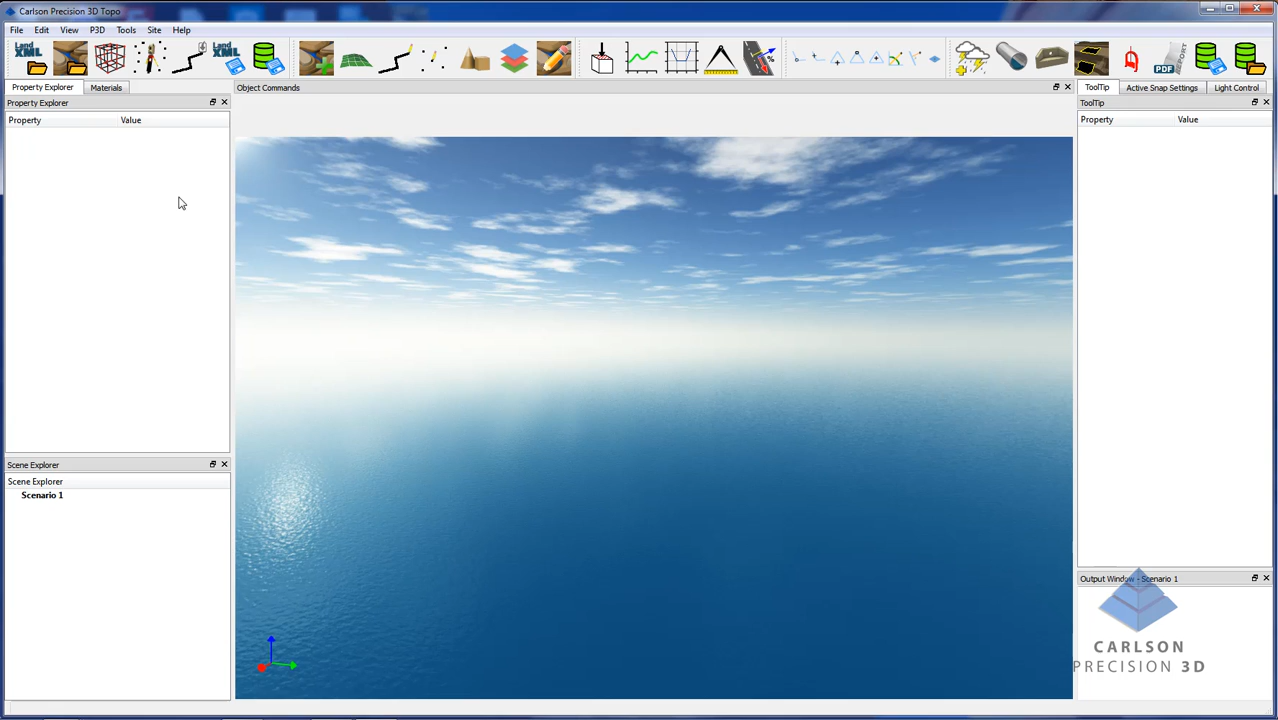 Carlson Precision 3D Topo
File Edit View P3D Tools Site Help
Land XML Land XML PDF REPORT
Property Explorer Materials Object Commands ToolTip Active Snap Settings Light Control
Property Explorer ToolTip
Property Value Property Value
Scene Explorer
Scene Explorer
Scenario 1
Output Window - Scenario 1
CARLSON
PRECISION 3D